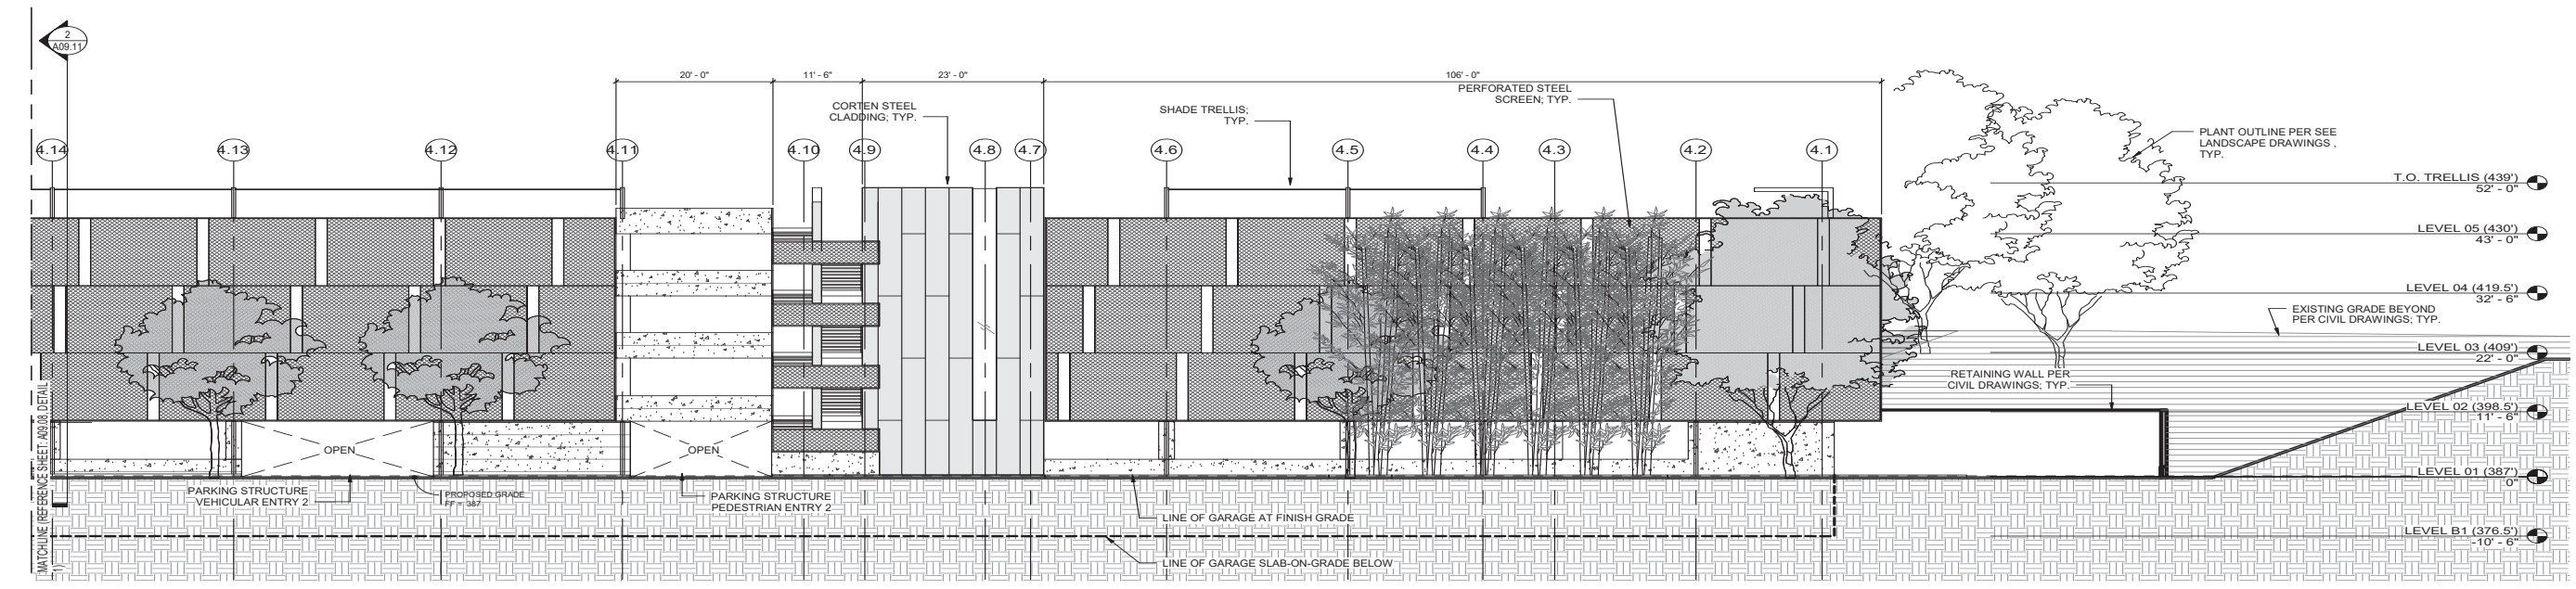 2
A09.11
20' - 0"
11' - 6"
23' - 0"
106' - 0"
CORTEN STEEL
CLADDING; TYP.
SHADE TRELLIS;
TYP.
PERFORATED STEEL
SCREEN; TYP.
4.14
4.13
4.12
4.11
4.10
4.9
4.8
4.7
4.6
4.5
4.4
4.3
4.2
4.1
PLANT OUTLINE PER SEE
LANDSCAPE DRAWINGS ,
TYP.
T.O. TRELLIS (439')
52' - 0"
LEVEL 05 (430')
43' - 0"
LEVEL 04 (419.5')
32' - 6"
EXISTING GRADE BEYOND
PER CIVIL DRAWINGS; TYP.
LEVEL 03 (409')
22' - 0"
RETAINING WALL PER
CIVIL DRAWINGS; TYP.
LEVEL 02 (398.5')
11' - 6"
OPEN
OPEN
LEVEL 01 (387')
0"
PARKING STRUCTURE
VEHICULAR ENTRY 2
PROPOSED GRADE
FF = 387'
PARKING STRUCTURE
PEDESTRIAN ENTRY 2
LINE OF GARAGE AT FINISH GRADE
LEVEL B1 (376.5')
-10' - 6"
LINE OF GARAGE SLAB-ON-GRADE BELOW
MATCHLINE (REFERENCE SHEET: A09.08, DETAIL
1)